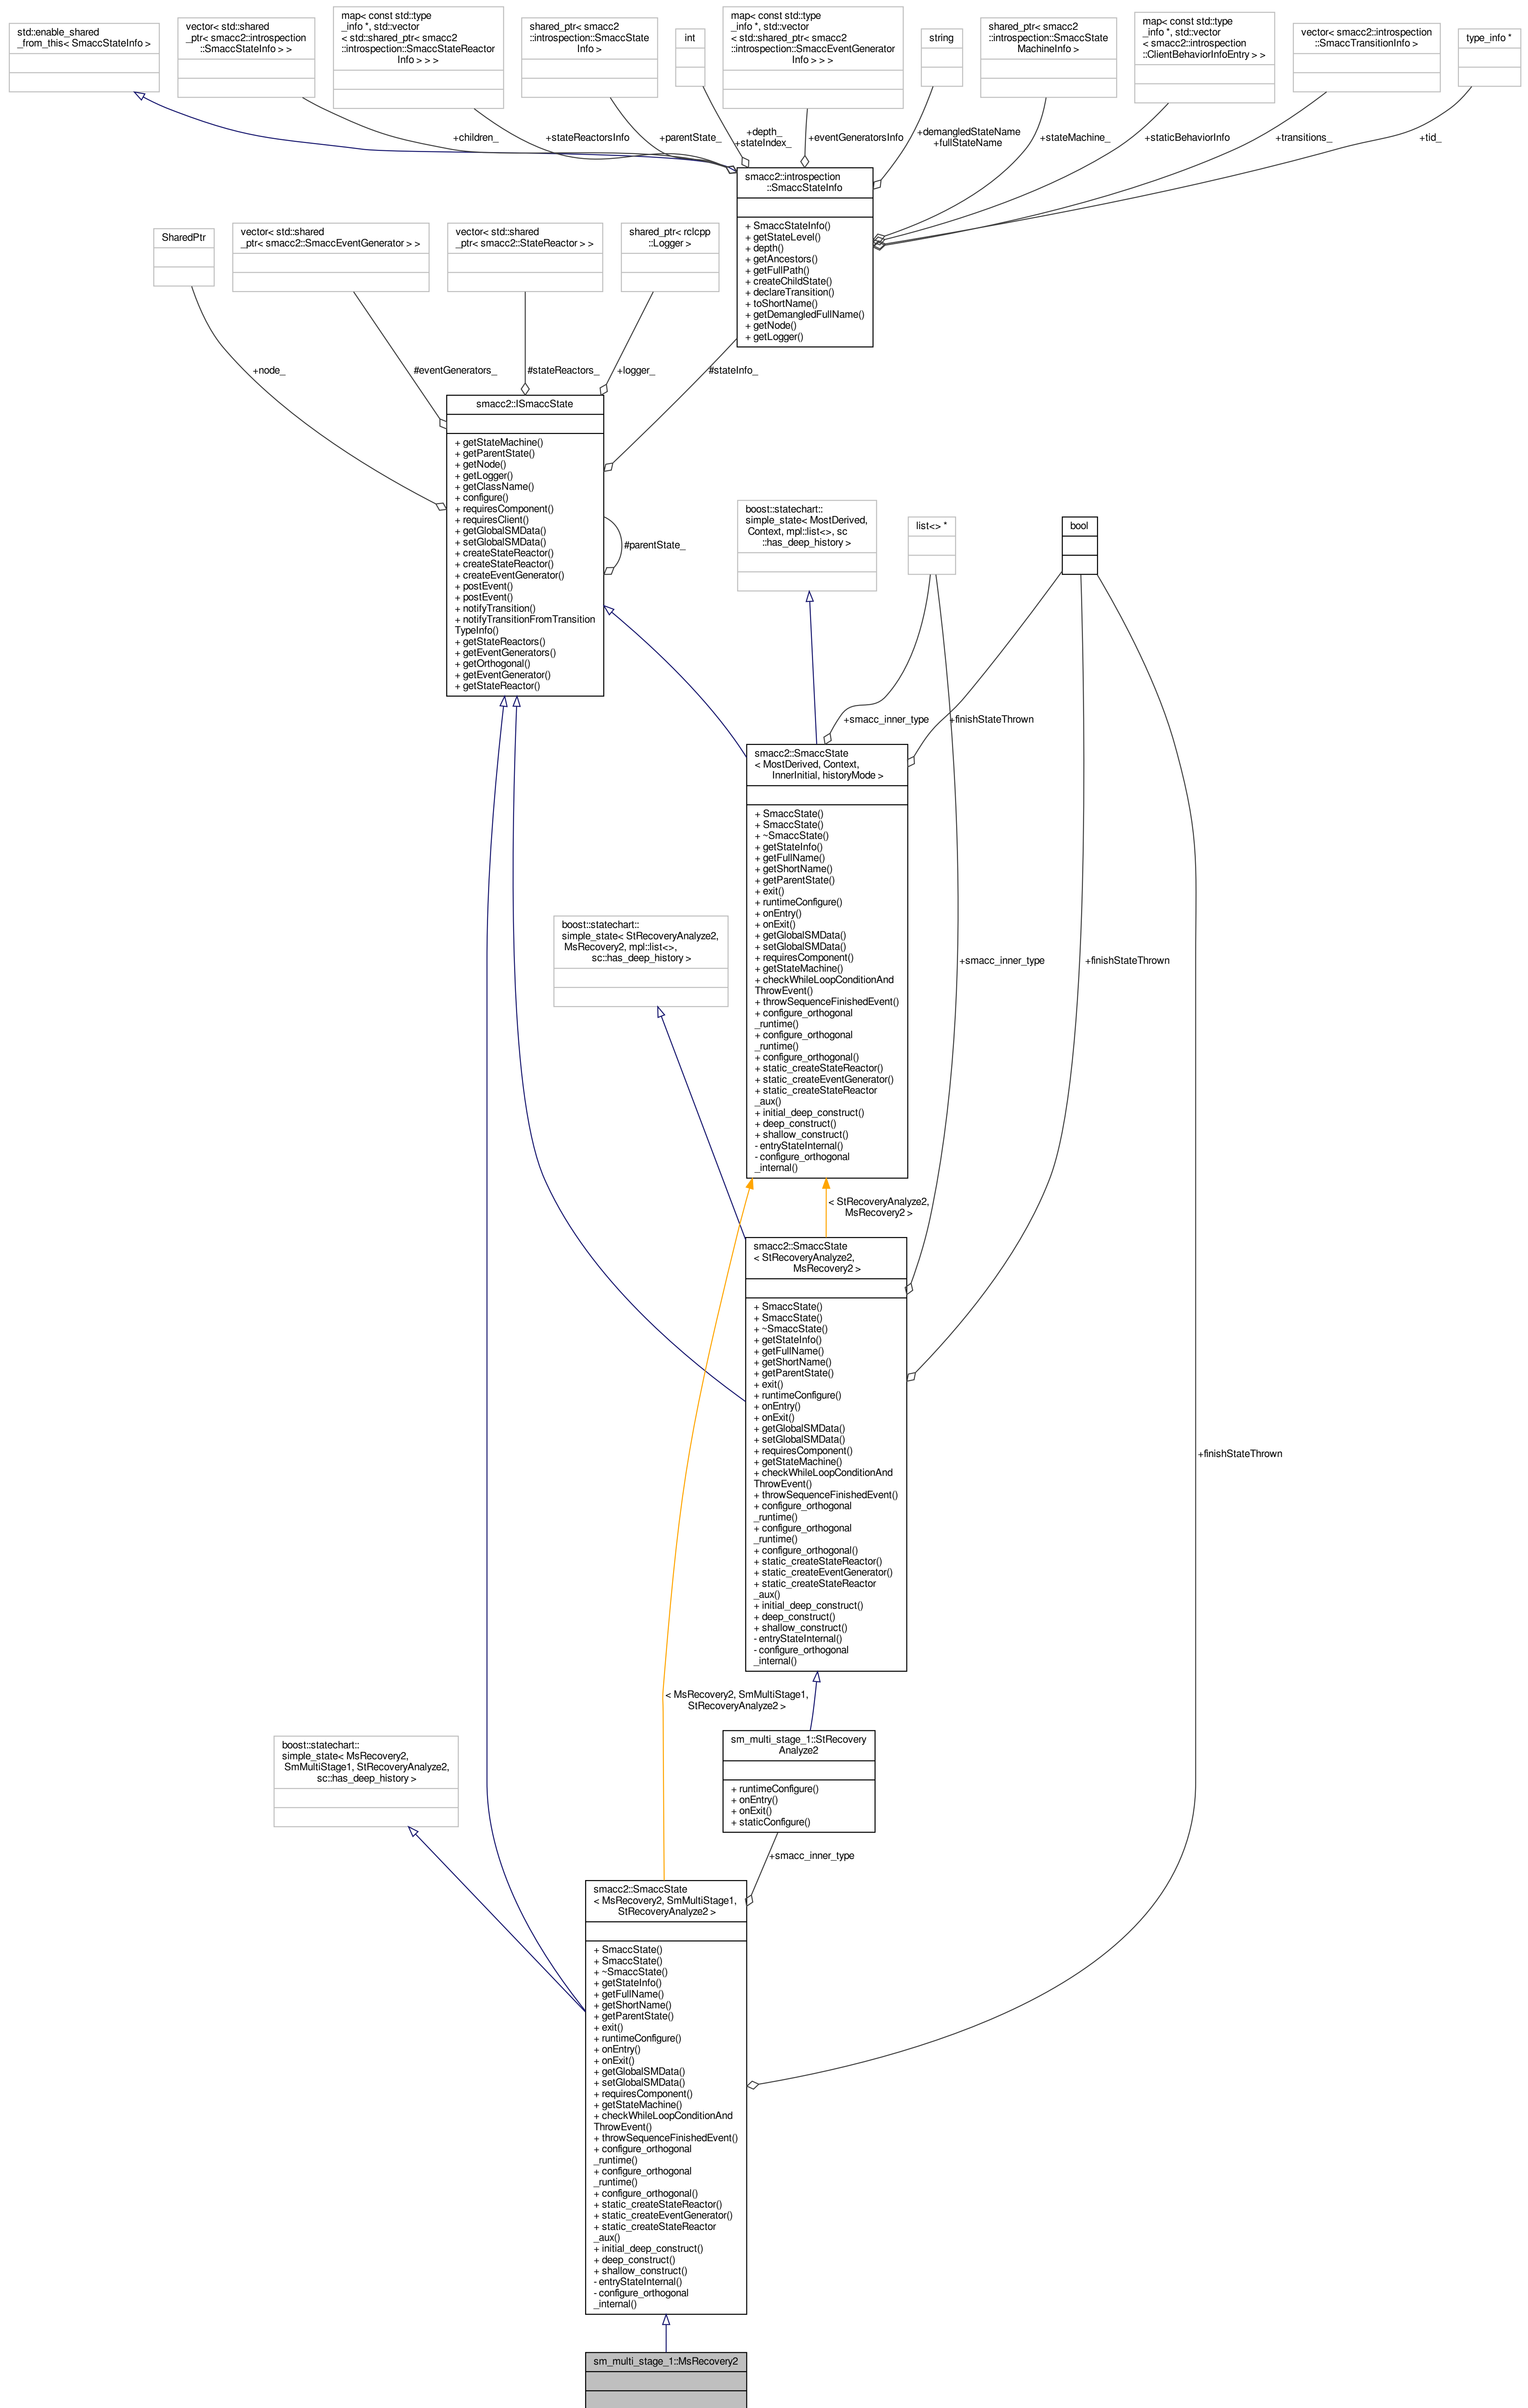 std::enable_shared
_from_this< SmaccStateInfo >
vector< std::shared
_ptr< smacc2::introspection
::SmaccStateInfo > >
map< const std::type
_info *, std::vector
< std::shared_ptr< smacc2
::introspection::SmaccStateReactor
Info > > >
shared_ptr< smacc2
::introspection::SmaccState
Info >
int
map< const std::type
_info *, std::vector
< std::shared_ptr< smacc2
::introspection::SmaccEventGenerator
Info > > >
string
shared_ptr< smacc2
::introspection::SmaccState
MachineInfo >
map< const std::type
_info *, std::vector
< smacc2::introspection
::ClientBehaviorInfoEntry > >
vector< smacc2::introspection
::SmaccTransitionInfo >
type_info *
+children_
+stateReactorsInfo
+parentState_
+depth_
+stateIndex_
+eventGeneratorsInfo
+demangledStateName
+fullStateName
+stateMachine_
+staticBehaviorInfo
+transitions_
+tid_
smacc2::introspection
::SmaccStateInfo
+ SmaccStateInfo()
+ getStateLevel()
+ depth()
+ getAncestors()
+ getFullPath()
+ createChildState()
+ declareTransition()
+ toShortName()
+ getDemangledFullName()
+ getNode()
+ getLogger()
SharedPtr
vector< std::shared
_ptr< smacc2::SmaccEventGenerator > >
vector< std::shared
_ptr< smacc2::StateReactor > >
shared_ptr< rclcpp
::Logger >
+node_
#eventGenerators_
#stateReactors_
+logger_
#stateInfo_
smacc2::ISmaccState
+ getStateMachine()
+ getParentState()
+ getNode()
+ getLogger()
+ getClassName()
+ configure()
+ requiresComponent()
+ requiresClient()
+ getGlobalSMData()
+ setGlobalSMData()
+ createStateReactor()
+ createStateReactor()
+ createEventGenerator()
+ postEvent()
+ postEvent()
+ notifyTransition()
+ notifyTransitionFromTransition
TypeInfo()
+ getStateReactors()
+ getEventGenerators()
+ getOrthogonal()
+ getEventGenerator()
+ getStateReactor()
#parentState_
boost::statechart::
simple_state< MostDerived,
Context, mpl::list<>, sc
::has_deep_history >
list<> *
bool
+smacc_inner_type
+finishStateThrown
smacc2::SmaccState
< MostDerived, Context,
InnerInitial, historyMode >
+ SmaccState()
+ SmaccState()
+ ~SmaccState()
+ getStateInfo()
+ getFullName()
+ getShortName()
+ getParentState()
+ exit()
+ runtimeConfigure()
+ onEntry()
+ onExit()
+ getGlobalSMData()
+ setGlobalSMData()
+ requiresComponent()
+ getStateMachine()
+ checkWhileLoopConditionAnd
ThrowEvent()
+ throwSequenceFinishedEvent()
+ configure_orthogonal
_runtime()
+ configure_orthogonal
_runtime()
+ configure_orthogonal()
+ static_createStateReactor()
+ static_createEventGenerator()
+ static_createStateReactor
_aux()
+ initial_deep_construct()
+ deep_construct()
+ shallow_construct()
- entryStateInternal()
- configure_orthogonal
_internal()
boost::statechart::
simple_state< StRecoveryAnalyze2,
MsRecovery2, mpl::list<>,
sc::has_deep_history >
+smacc_inner_type
+finishStateThrown
< StRecoveryAnalyze2,
MsRecovery2 >
smacc2::SmaccState
< StRecoveryAnalyze2,
MsRecovery2 >
+ SmaccState()
+ SmaccState()
+ ~SmaccState()
+ getStateInfo()
+ getFullName()
+ getShortName()
+ getParentState()
+ exit()
+ runtimeConfigure()
+ onEntry()
+ onExit()
+ getGlobalSMData()
+ setGlobalSMData()
+ requiresComponent()
+ getStateMachine()
+ checkWhileLoopConditionAnd
ThrowEvent()
+ throwSequenceFinishedEvent()
+ configure_orthogonal
_runtime()
+ configure_orthogonal
_runtime()
+ configure_orthogonal()
+ static_createStateReactor()
+ static_createEventGenerator()
+ static_createStateReactor
_aux()
+ initial_deep_construct()
+ deep_construct()
+ shallow_construct()
- entryStateInternal()
- configure_orthogonal
_internal()
+finishStateThrown
< MsRecovery2, SmMultiStage1,
StRecoveryAnalyze2 >
boost::statechart::
simple_state< MsRecovery2,
SmMultiStage1, StRecoveryAnalyze2,
sc::has_deep_history >
sm_multi_stage_1::StRecovery
Analyze2
+ runtimeConfigure()
+ onEntry()
+ onExit()
+ staticConfigure()
+smacc_inner_type
smacc2::SmaccState
< MsRecovery2, SmMultiStage1,
StRecoveryAnalyze2 >
+ SmaccState()
+ SmaccState()
+ ~SmaccState()
+ getStateInfo()
+ getFullName()
+ getShortName()
+ getParentState()
+ exit()
+ runtimeConfigure()
+ onEntry()
+ onExit()
+ getGlobalSMData()
+ setGlobalSMData()
+ requiresComponent()
+ getStateMachine()
+ checkWhileLoopConditionAnd
ThrowEvent()
+ throwSequenceFinishedEvent()
+ configure_orthogonal
_runtime()
+ configure_orthogonal
_runtime()
+ configure_orthogonal()
+ static_createStateReactor()
+ static_createEventGenerator()
+ static_createStateReactor
_aux()
+ initial_deep_construct()
+ deep_construct()
+ shallow_construct()
- entryStateInternal()
- configure_orthogonal
_internal()
sm_multi_stage_1::MsRecovery2